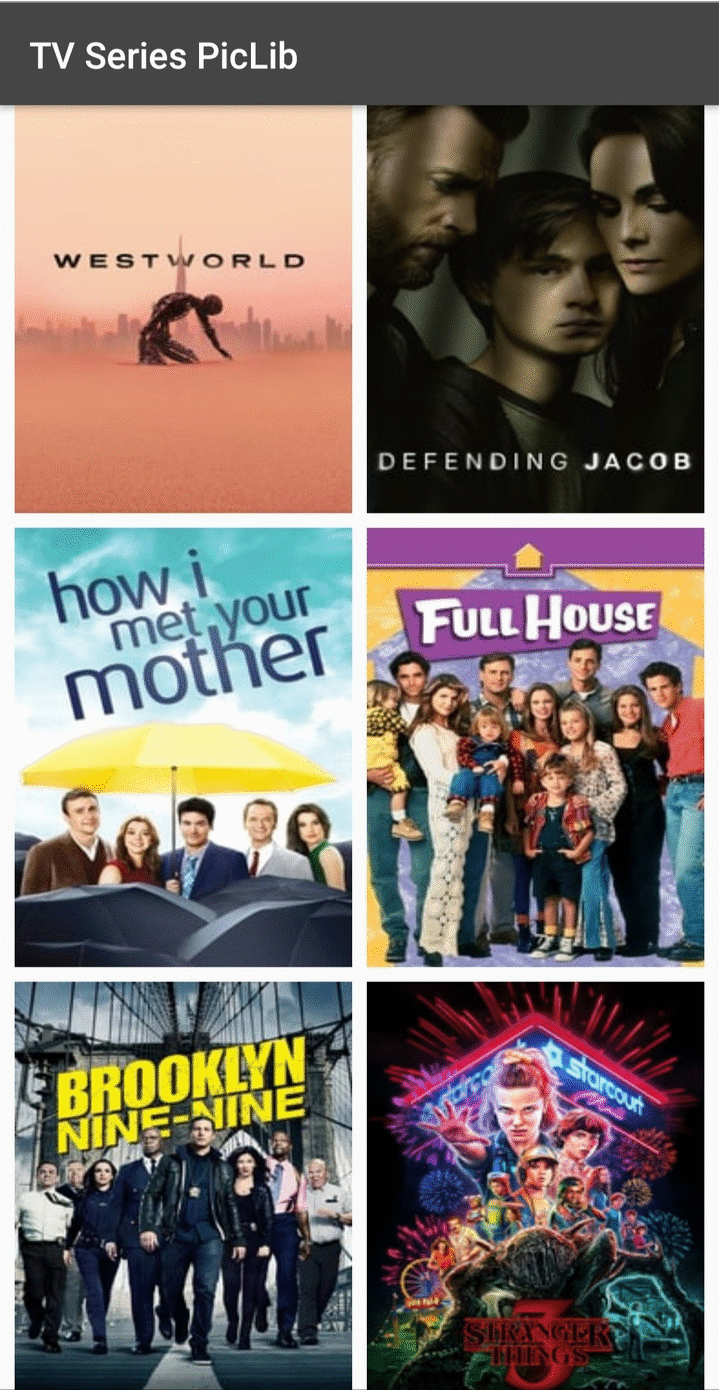 TV Series PicLib
WESTWORLD
DEFENDING JACOB
how i
met your
mother
FULL HOUSE
BROOKLYN
NINE-NINE
starcourt
3
STRANGER
THINGS